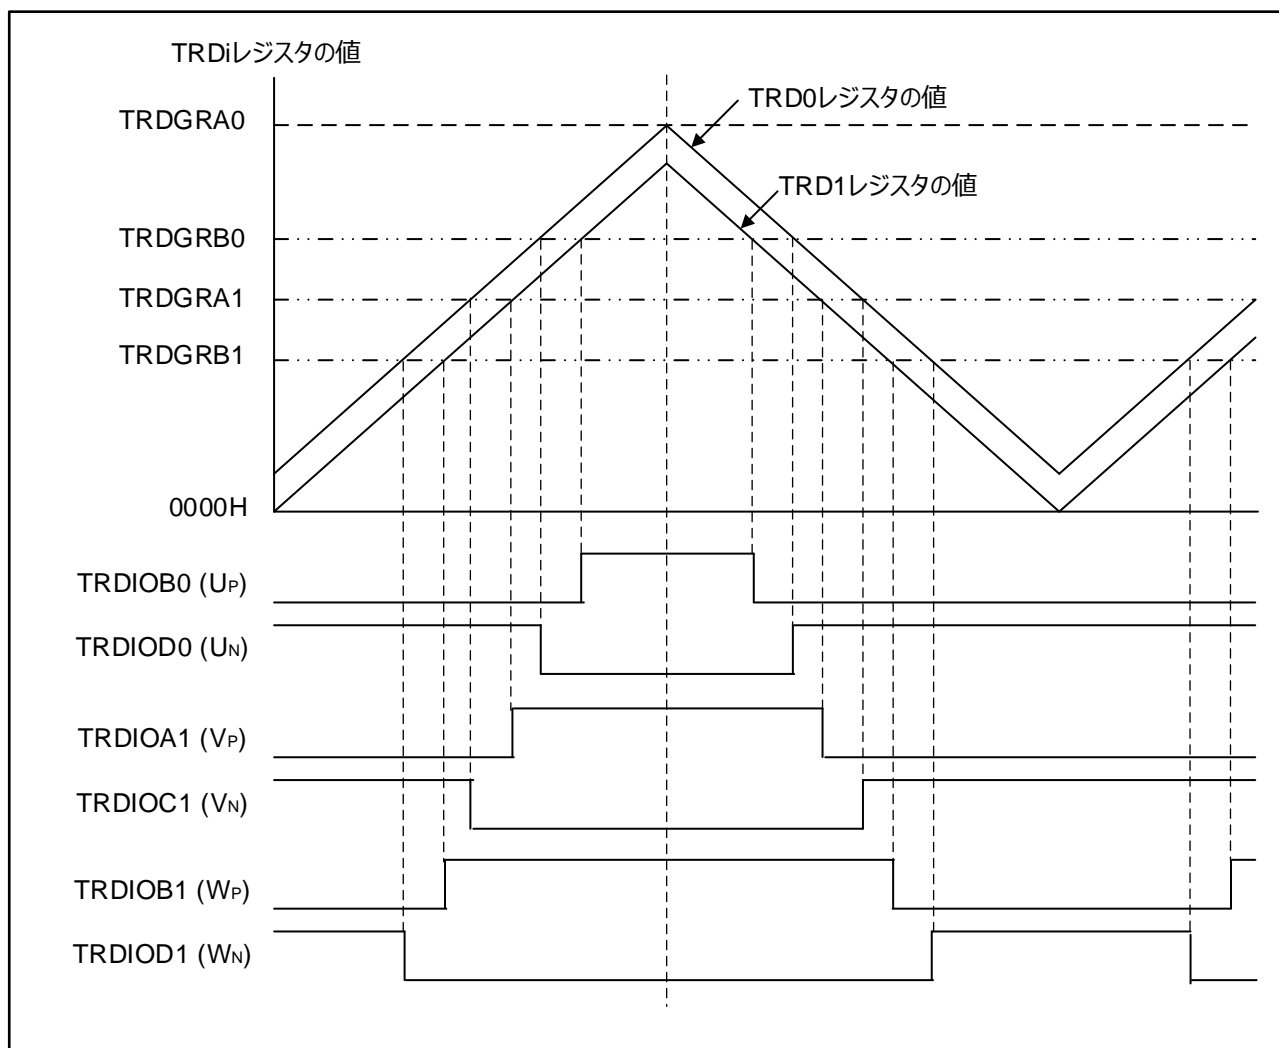 TRDiレジスタの値
TRDGRA0
TRD0レジスタの値
TRD1レジスタの値
TRDGRB0
TRDGRA1
TRDGRB1
0000H
TRDIOB0 (UP)
TRDIOD0 (UN)
TRDIOA1 (VP)
TRDIOC1 (VN)
TRDIOB1 (WP)
TRDIOD1 (WN)